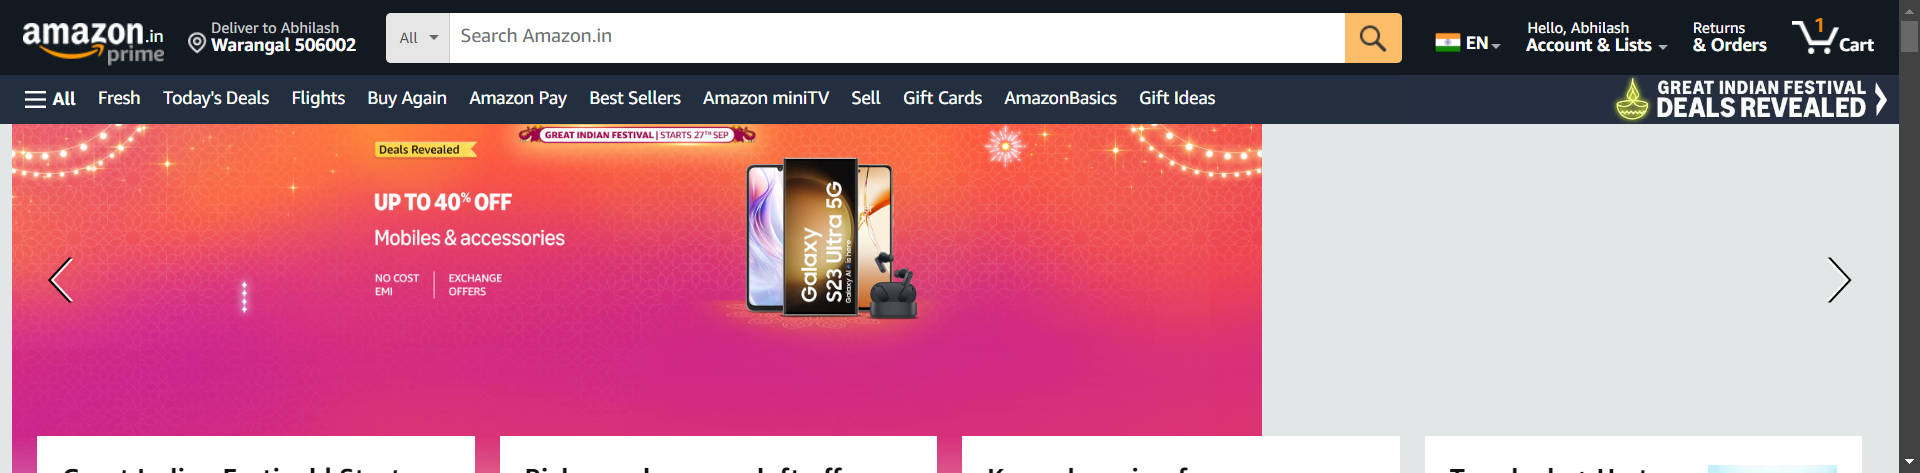 amazon.in
prime
Deliver to Abhilash
Warangal 506002
All
Search Amazon.in
EN
Hello, Abhilash
Account & Lists
Returns
& Orders
1
Cart
All
Fresh
Today's Deals
Flights
Buy Again
Amazon Pay
Best Sellers
Amazon miniTV
Sell
Gift Cards
AmazonBasics
Gift Ideas
GREAT INDIAN FESTIVAL
DEALS REVEALED
GREAT INDIAN FESTIVAL | STARTS 27TH SEP
Deals Revealed
UP TO 40% OFF
Mobiles & accessories
NO COST
EMI
EXCHANGE
OFFERS
Galaxy
S23 Ultra 5G
Galaxy AI is here